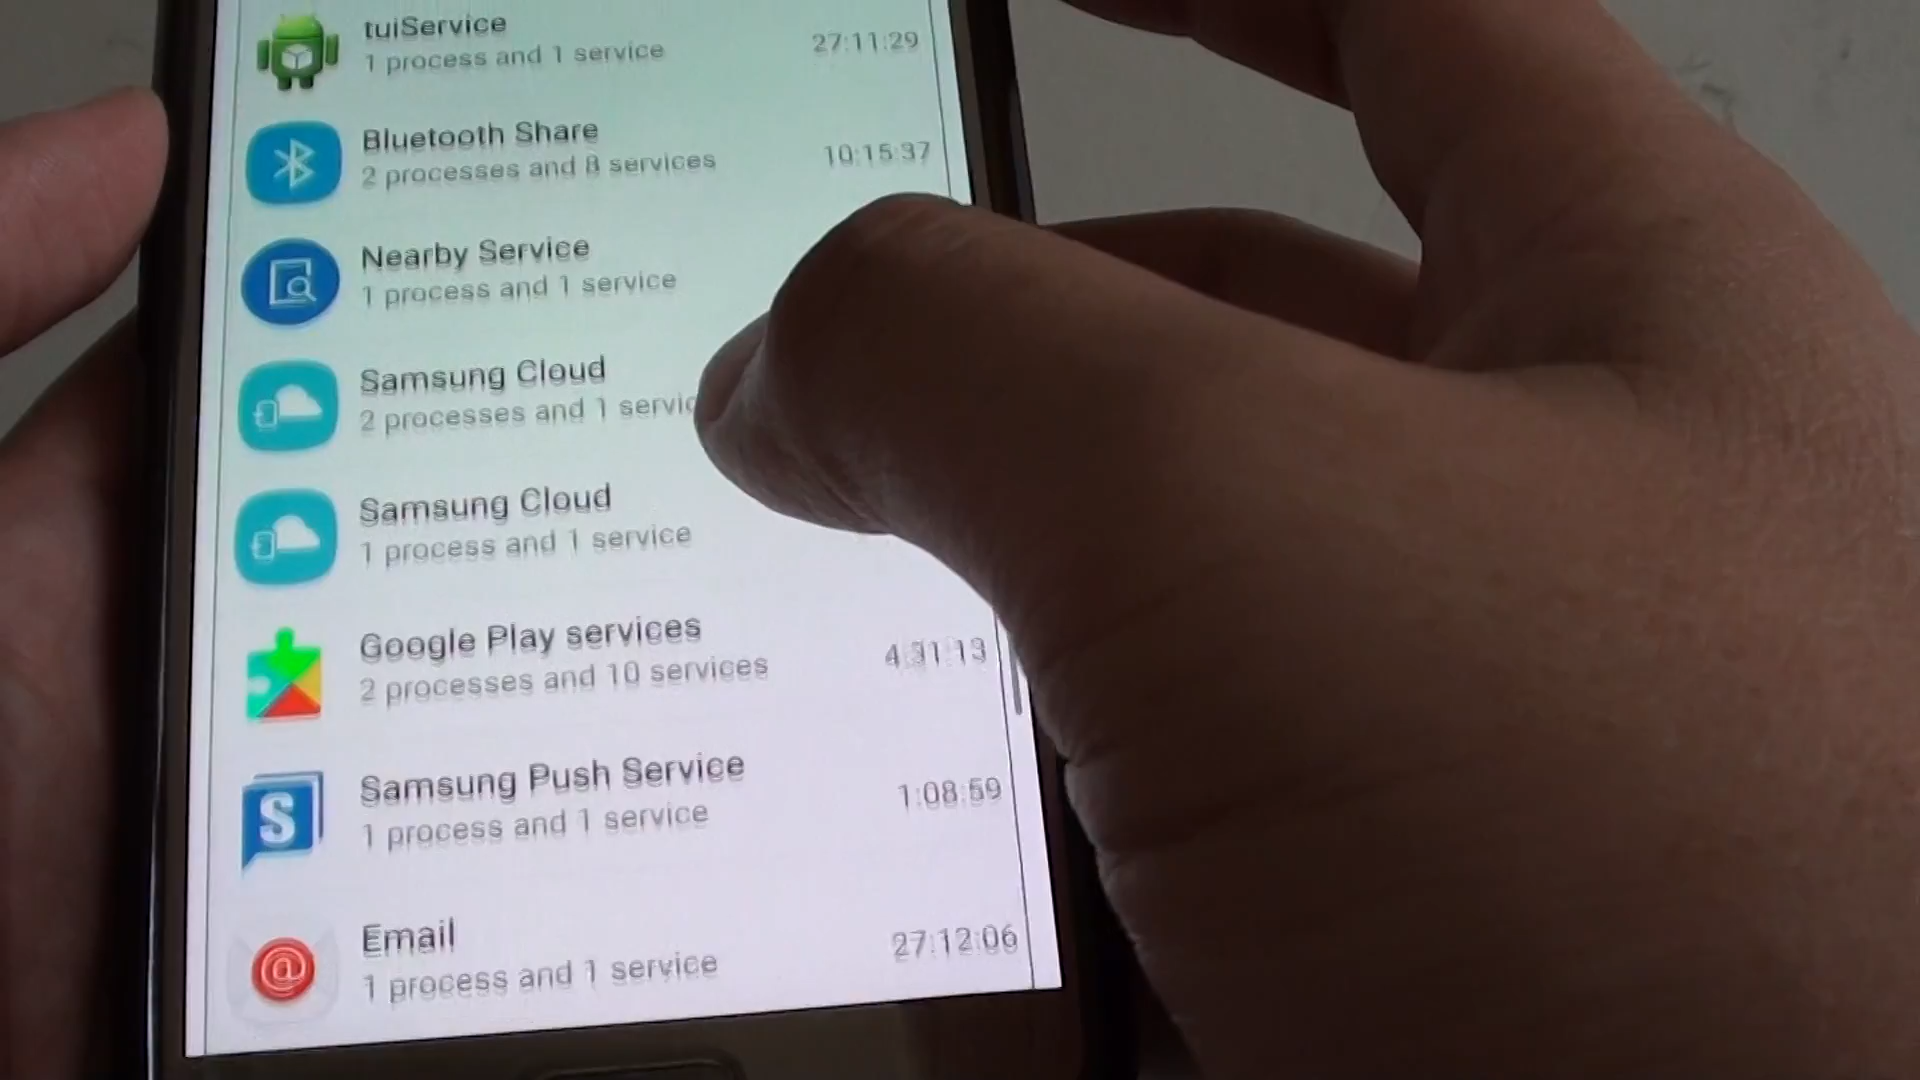 tuiService
1 process and 1 service
27:11:29
Bluetooth Share
2 processes and 8 services
10:15:37
Nearby Service
1 process and 1 service
Samsung Cloud
2 processes and 1 servic
Samsung Cloud
1 process and 1 service
Google Play services
2 processes and 10 services
4:31:13
Samsung Push Service
1 process and 1 service
1:08:59
S
Email
1 process and 1 service
27:12:06
@